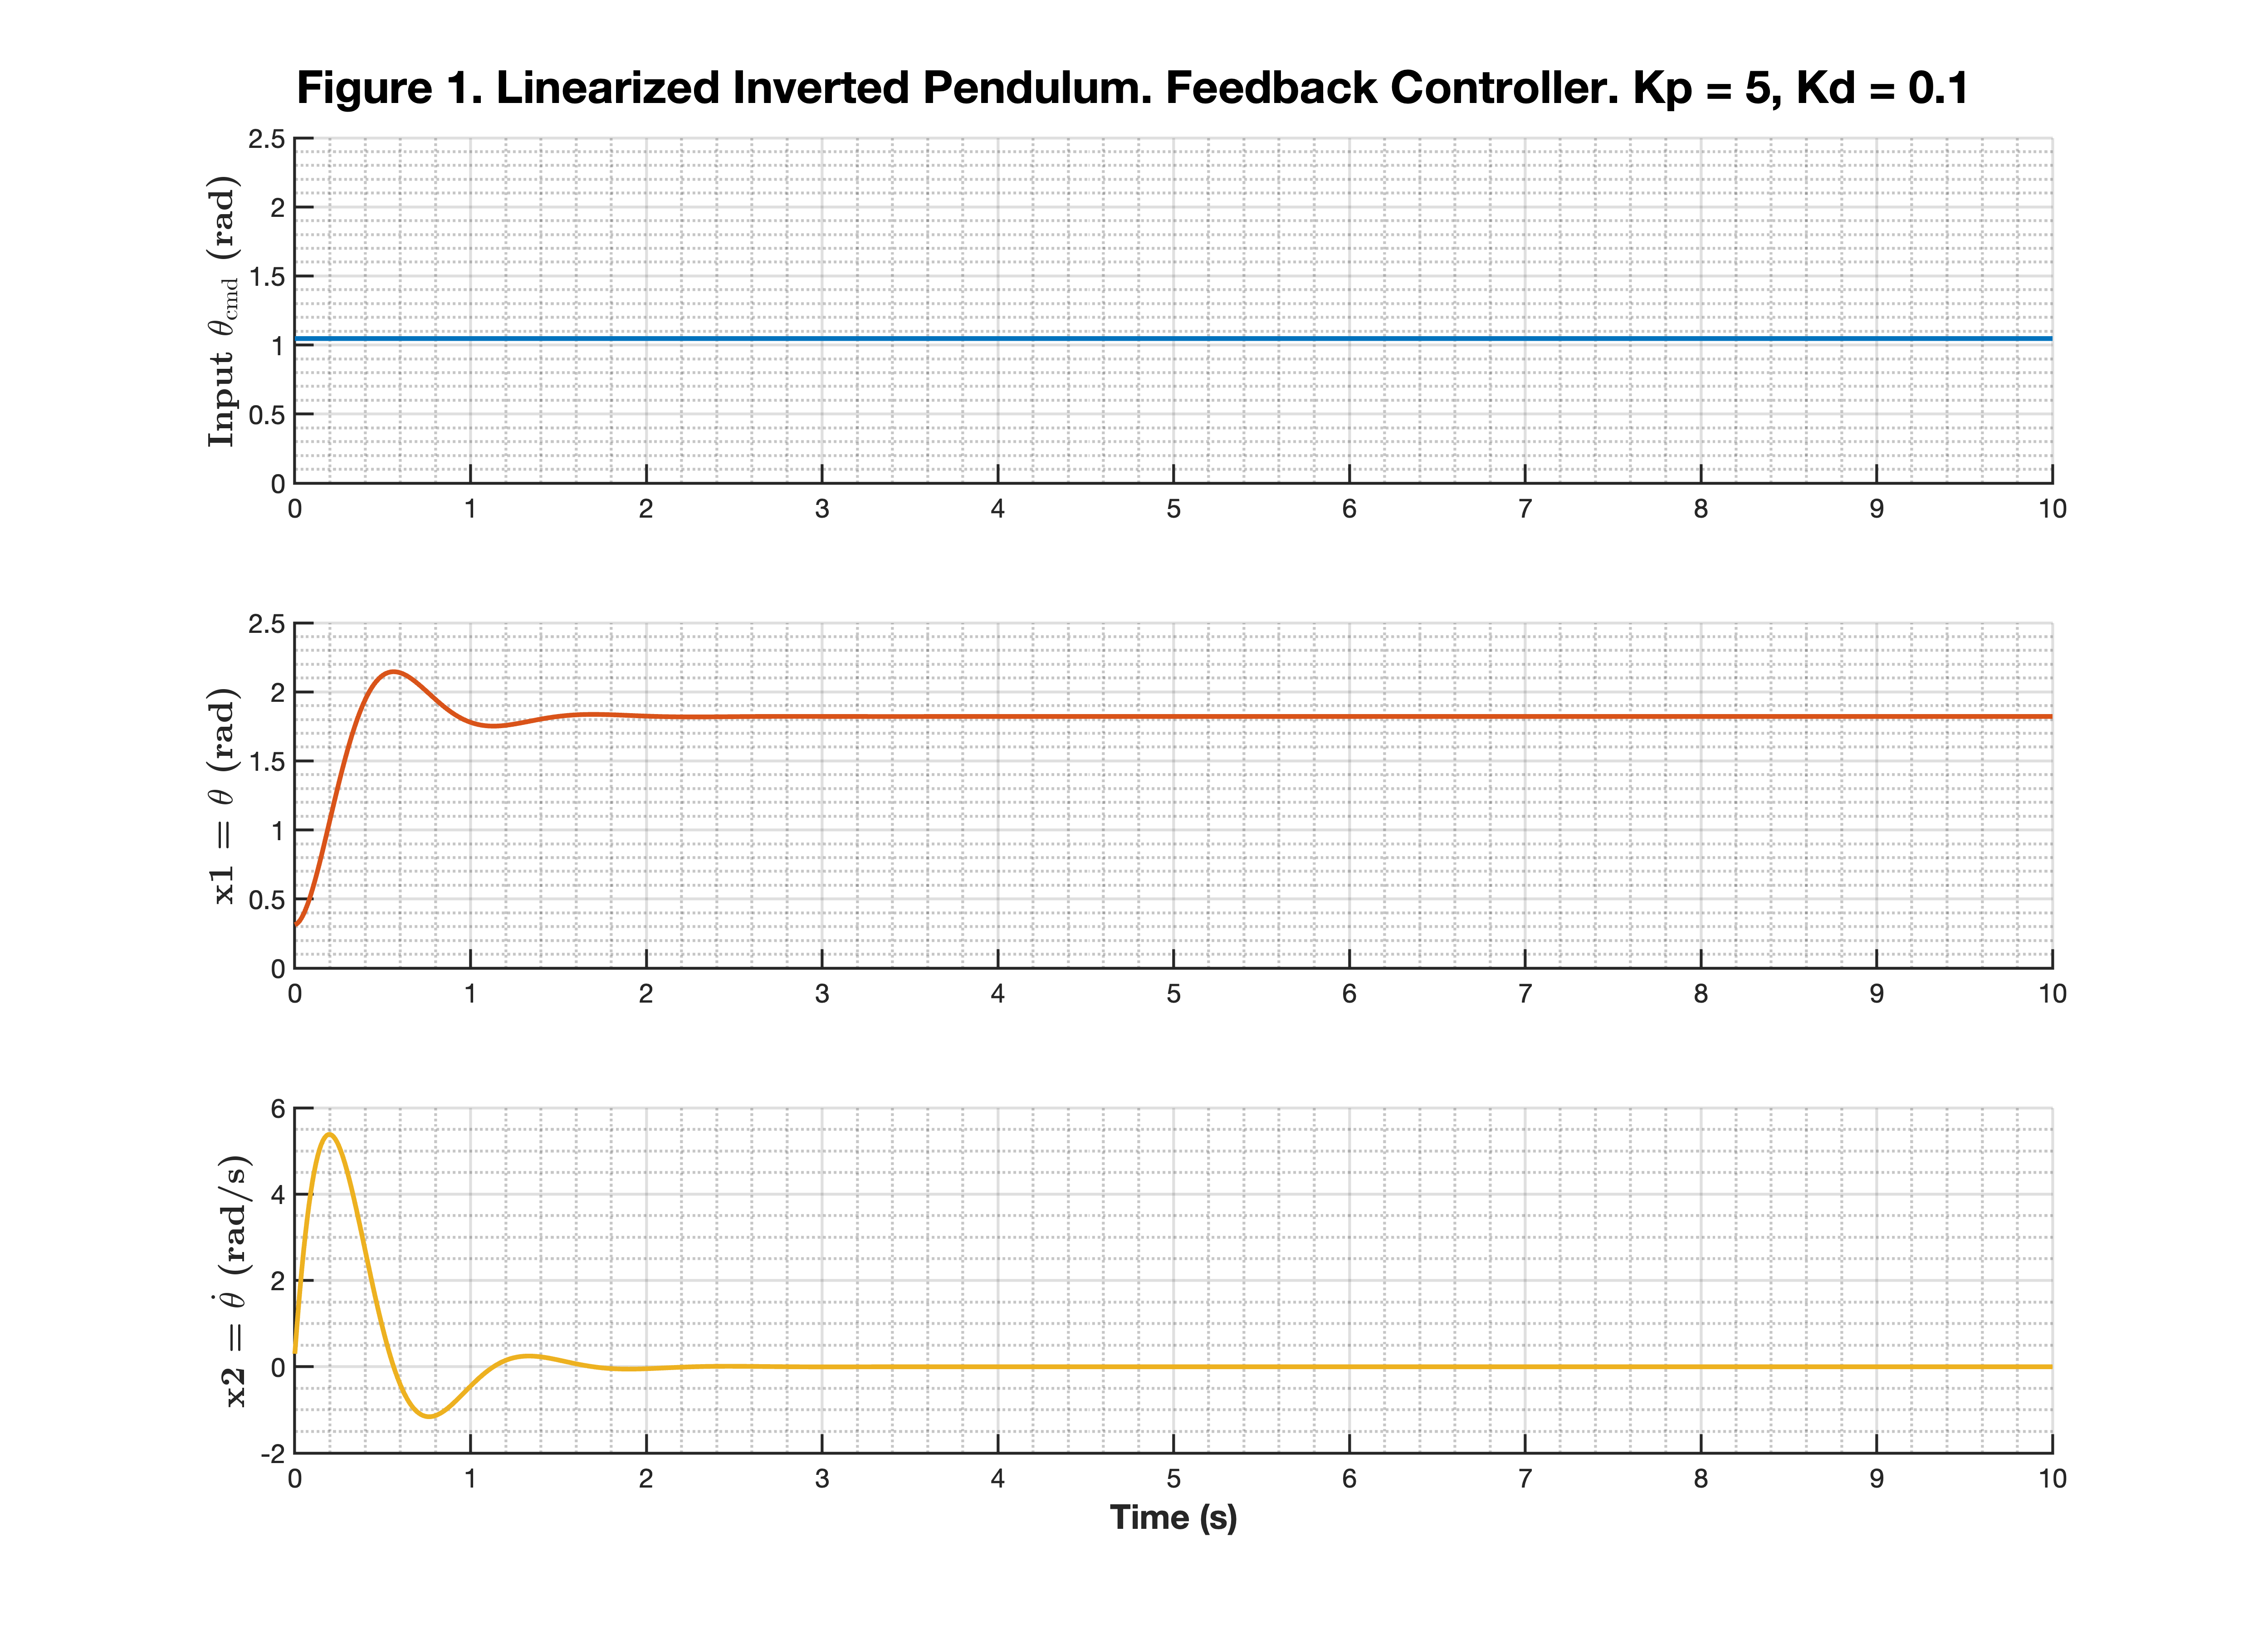 Figure 1. Linearized Inverted Pendulum. Feedback Controller. Kp = 5, Kd = 0.1
Input θcmd (rad)
2.5
2
1.5
1
0.5
0
0 1 2 3 4 5 6 7 8 9 10
x1 = θ (rad)
2.5
2
1.5
1
0.5
0
0 1 2 3 4 5 6 7 8 9 10
x2 = θ̇ (rad/s)
6
4
2
0
-2
0 1 2 3 4 5 6 7 8 9 10
Time (s)